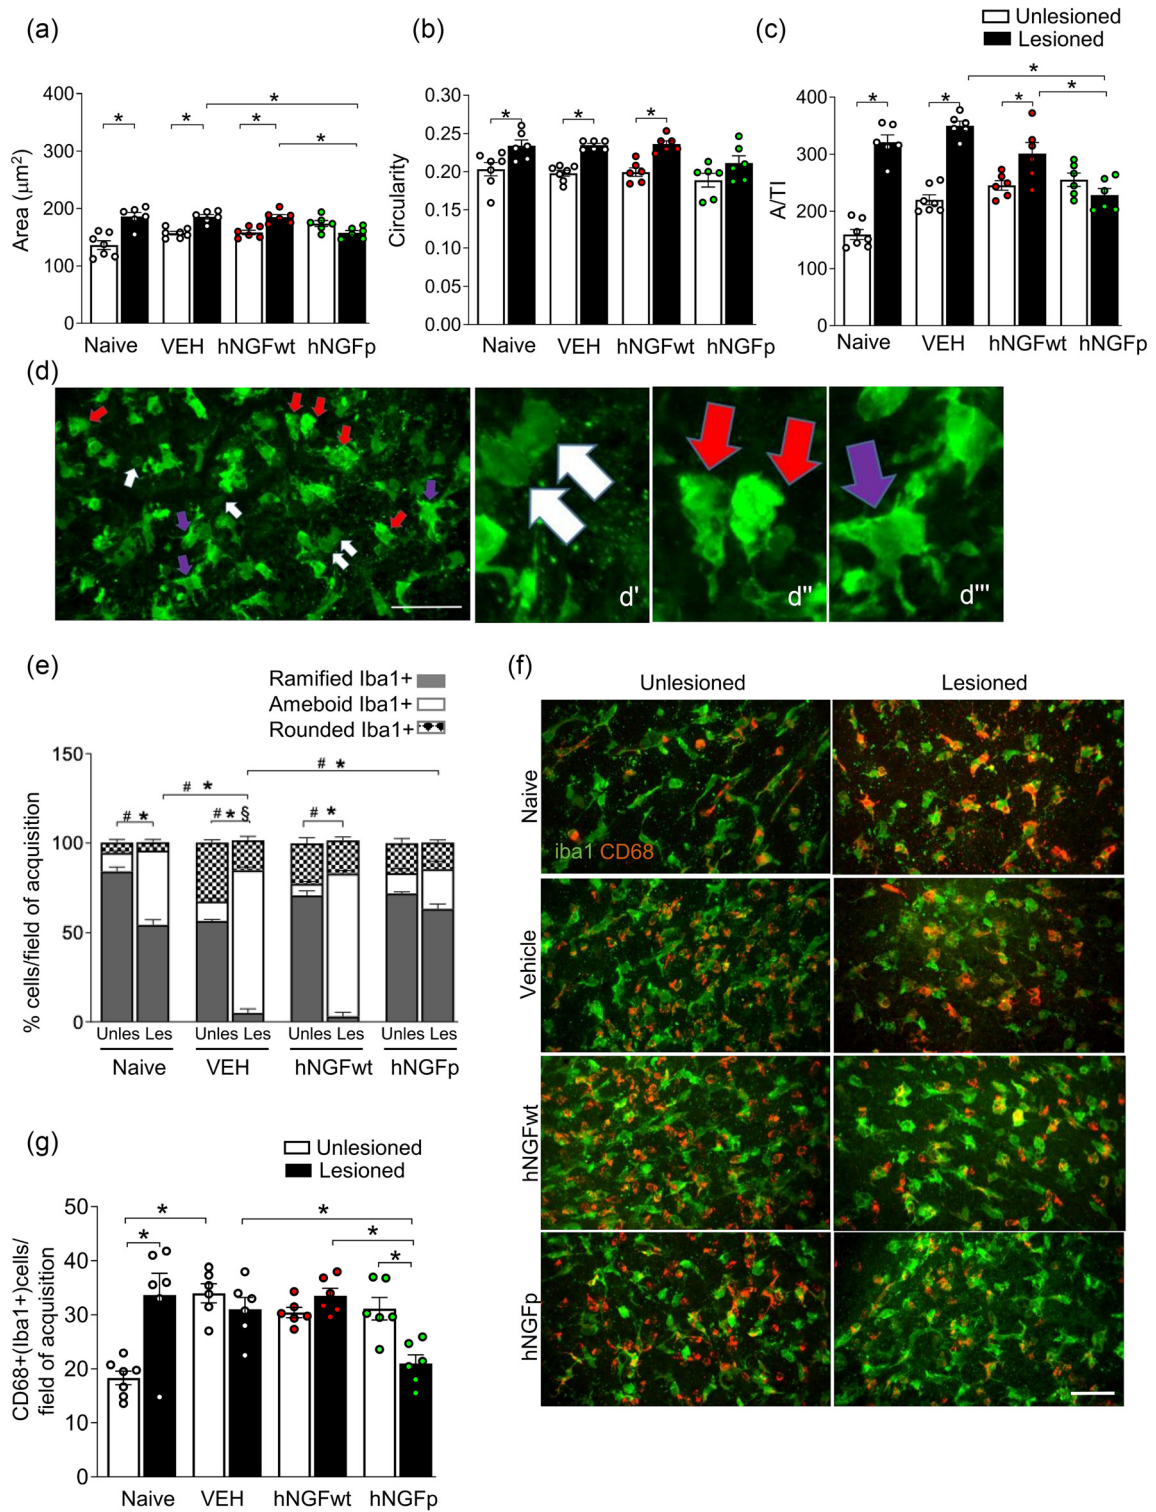 (a)
(b)
(c)
Unlesioned
Lesioned
Area (μm²)
400
300
200
100
0
*
*
*
*
*
Naive
VEH
hNGFwt
hNGFp
Circularity
0.30
0.25
0.20
0.15
0.10
0.05
0.00
*
*
*
Naive
VEH
hNGFwt
hNGFp
A/TI
400
300
200
100
0
*
*
*
*
*
Naive
VEH
hNGFwt
hNGFp
(d)
d'
d''
d'''
(e)
Ramified Iba1+
Ameboid Iba1+
Rounded Iba1+
% cells/field of acquisition
150
100
50
0
# *
# *
# *
# * §
# *
Unles Les
Unles Les
Unles Les
Unles Les
Naive
VEH
hNGFwt
hNGFp
(f)
Unlesioned
Lesioned
Naive
iba1 CD68
Vehicle
hNGFwt
hNGFp
(g)
Unlesioned
Lesioned
CD68+(Iba1+)cells/
field of acquisition
50
40
30
20
10
0
*
*
*
*
*
Naive
VEH
hNGFwt
hNGFp